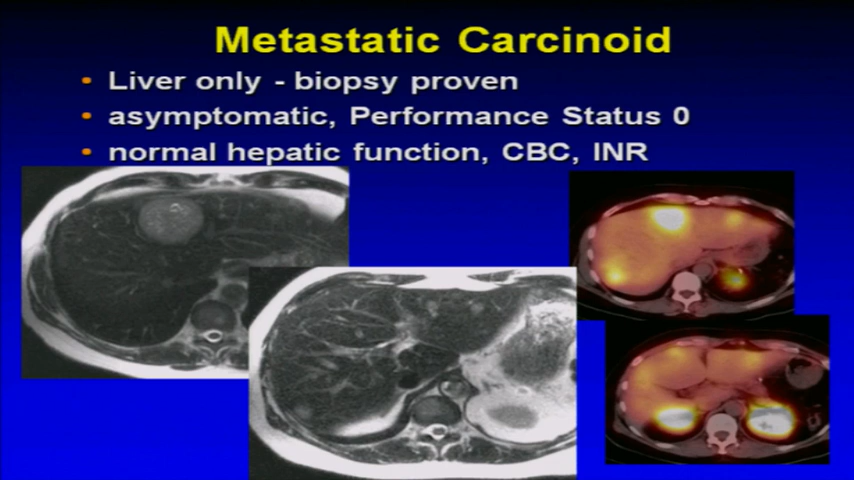 Metastatic Carcinoid
• Liver only - biopsy proven
• asymptomatic, Performance Status 0
• normal hepatic function, CBC, INR